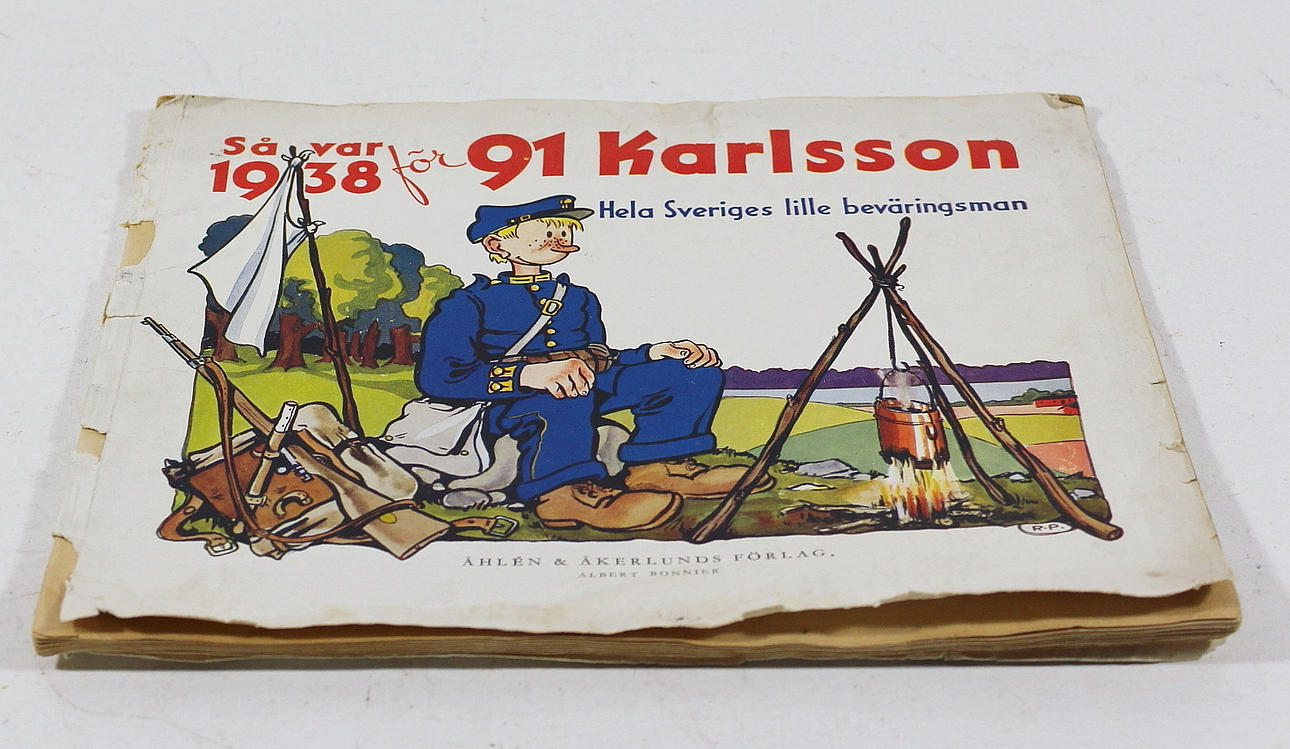 Så var
1938 för 91 Karlsson
Hela Sveriges lille beväringsman
R.P.
ÅHLÉN & ÅKERLUNDS FÖRLAG.
ALBERT BONNIER